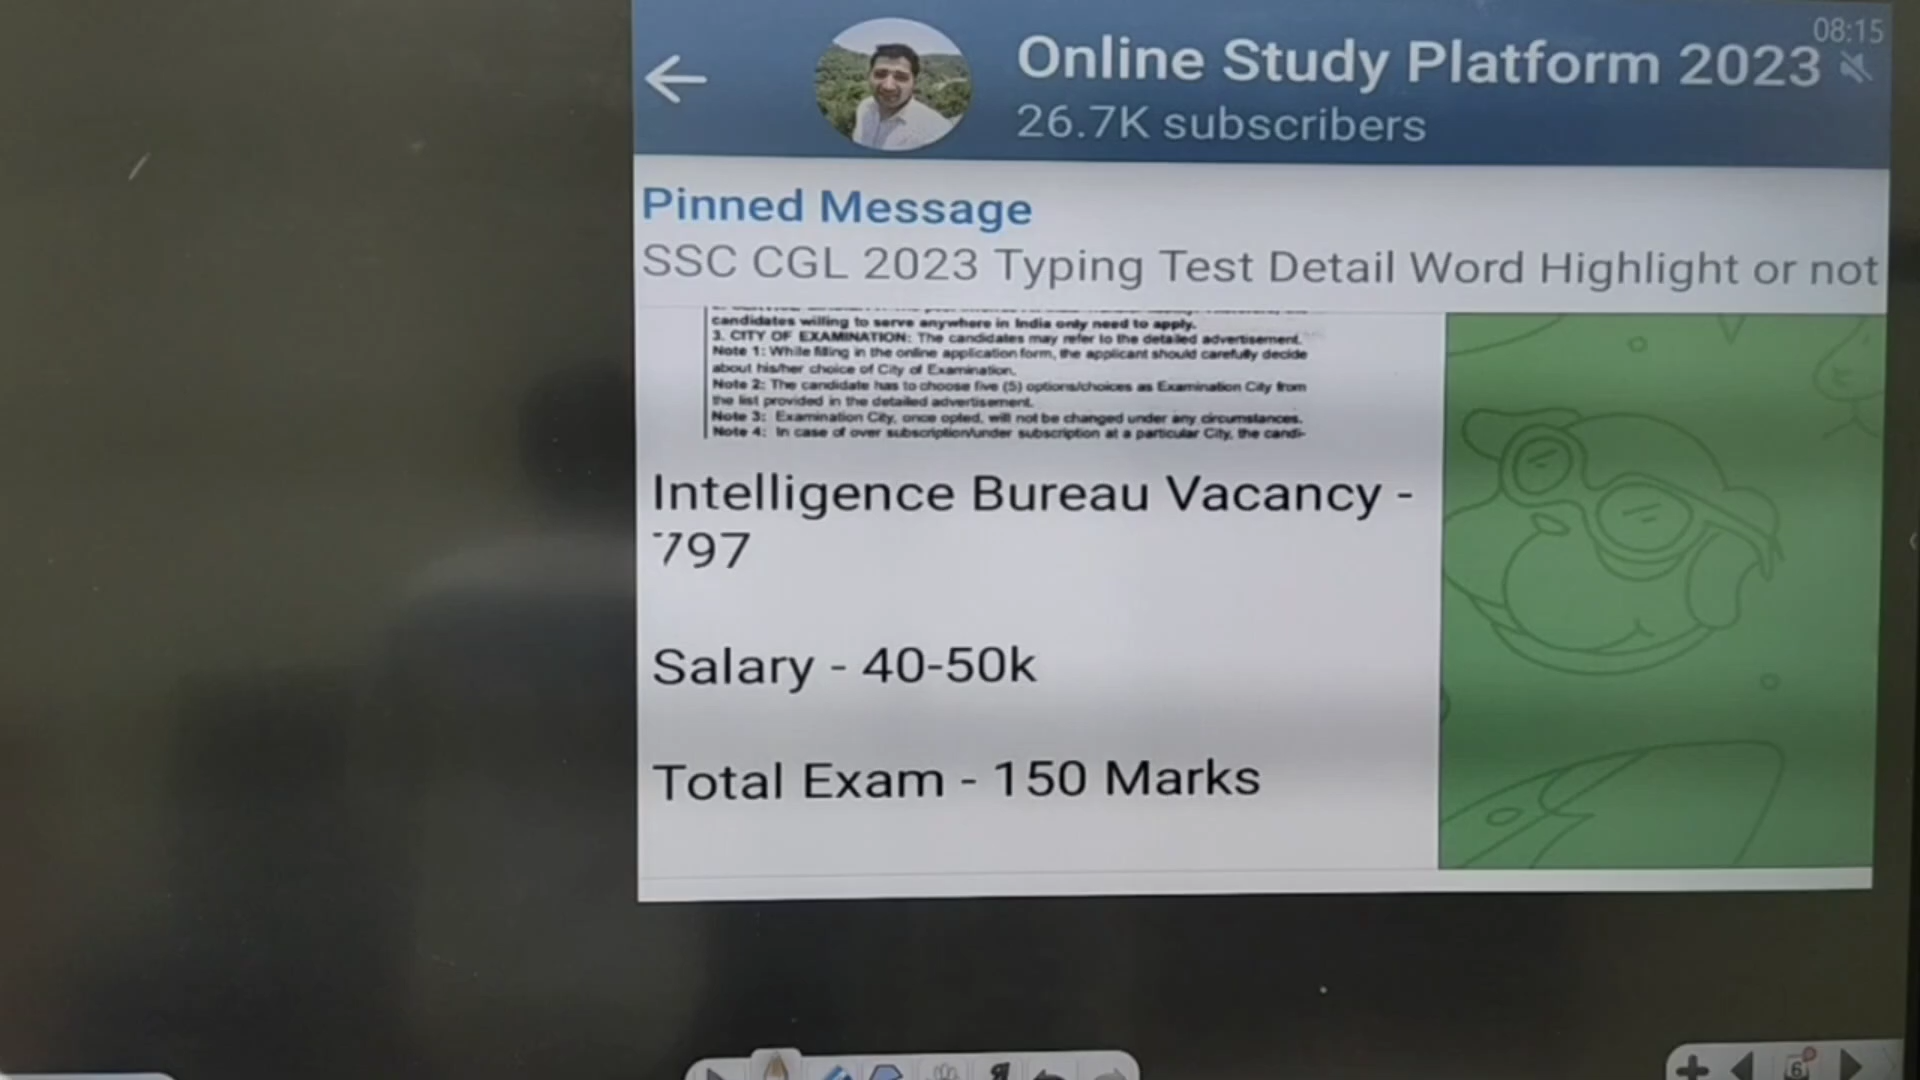 08:15
Online Study Platform 2023
26.7K subscribers
Pinned Message
SSC CGL 2023 Typing Test Detail Word Highlight or not
candidates willing to serve anywhere in India only need to apply.
3. CITY OF EXAMINATION: The candidates may refer to the detailed advertisement.
Note 1: While filling in the online application form, the applicant should carefully decide
about his/her choice of City of Examination.
Note 2: The candidate has to choose five (5) options/choices as Examination City from
the list provided in the detailed advertisement.
Note 3: Examination City, once opted, will not be changed under any circumstances.
Note 4: In case of over subscription/under subscription at a particular City, the candi-
Intelligence Bureau Vacancy -
797
Salary - 40-50k
Total Exam - 150 Marks
6